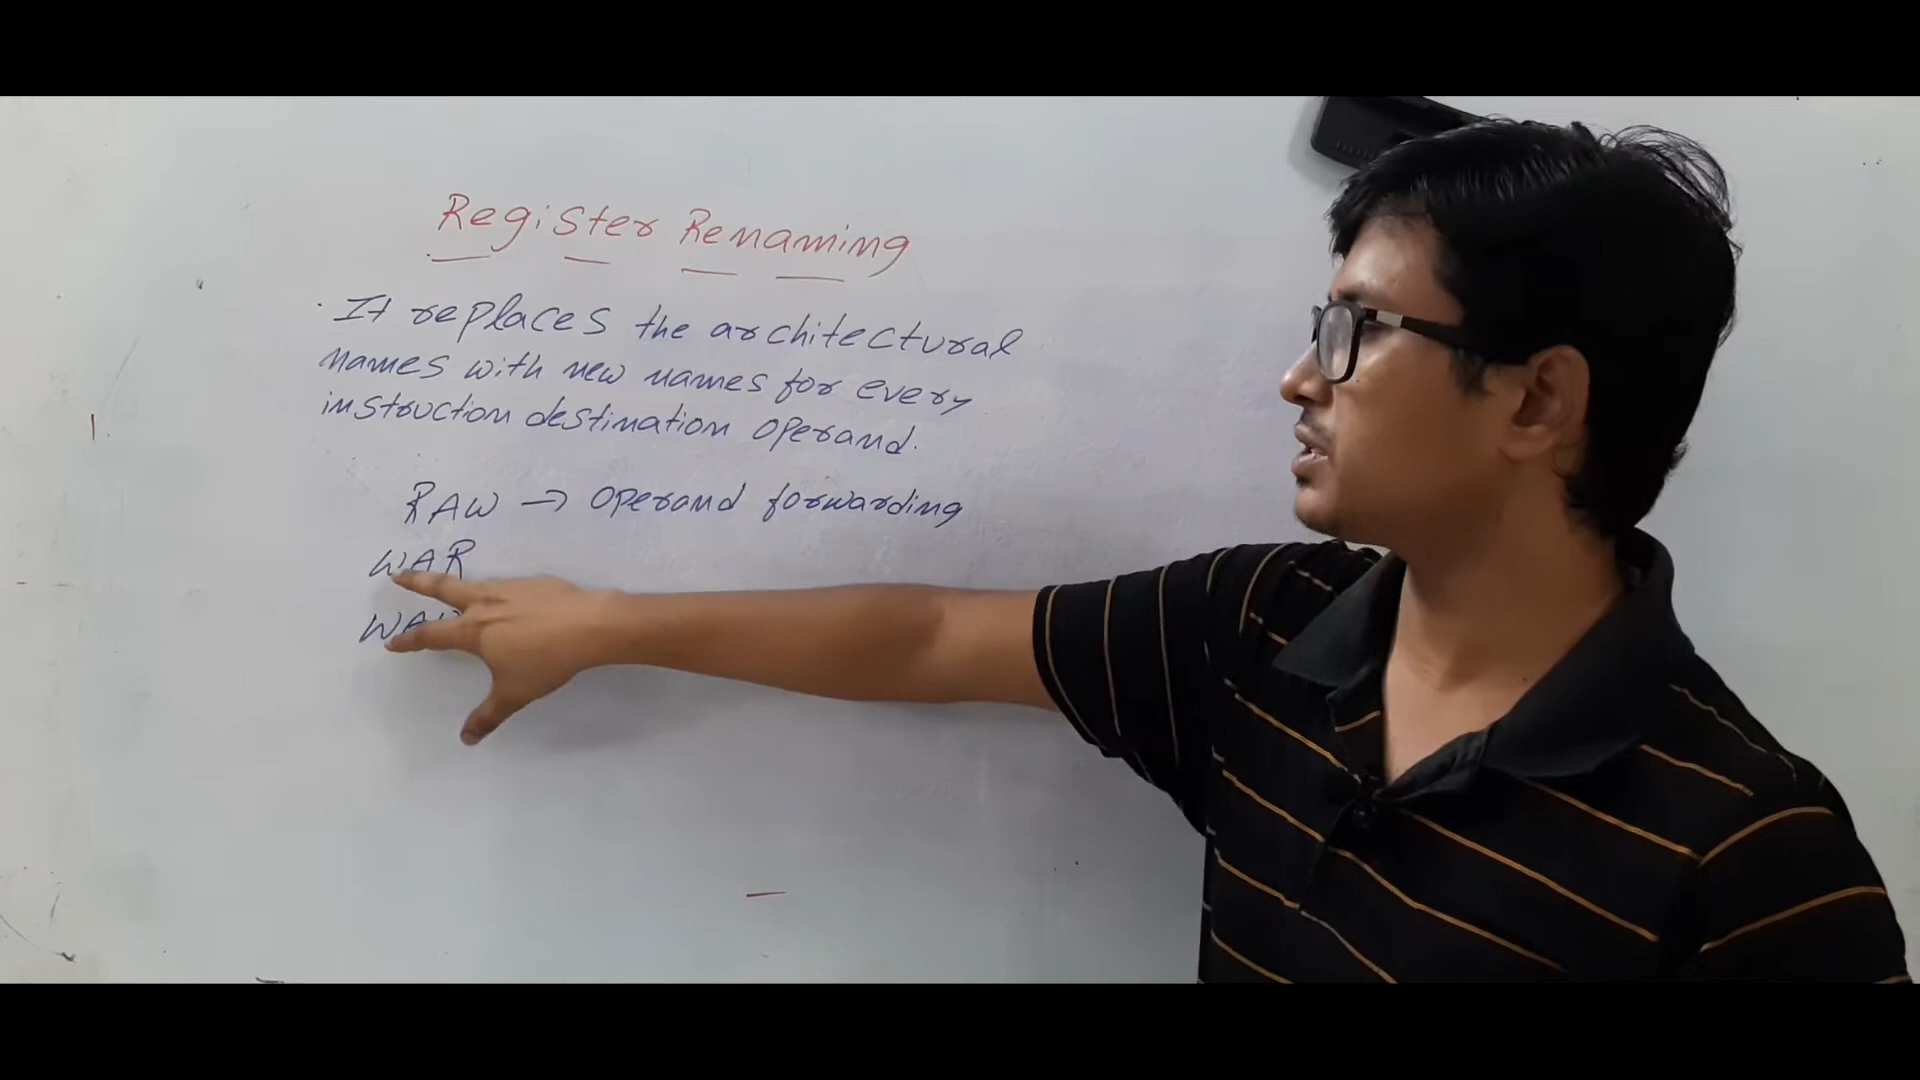 Register Renaming
. It replaces the architectural
names with new names for every
instruction destination operand.
RAW → Operand forwarding
WAR